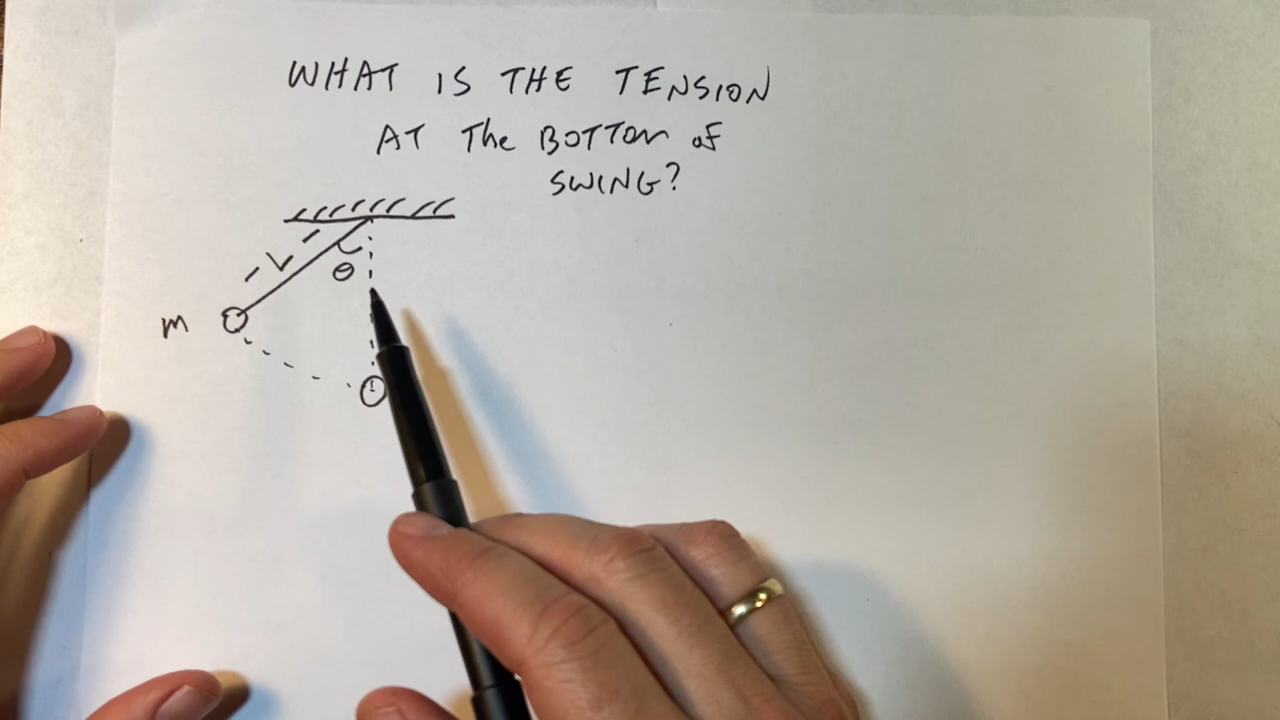 WHAT IS THE TENSION
AT The BOTTOM of
SWING?
L
θ
m